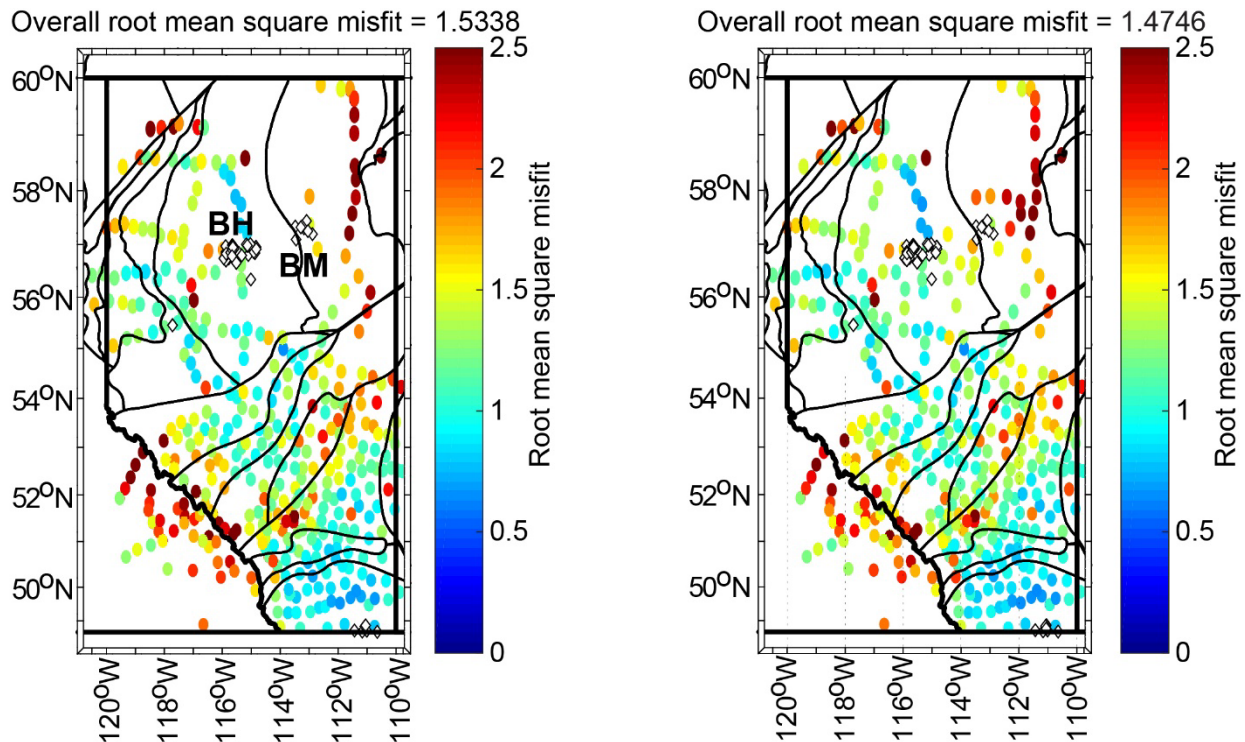 Overall root mean square misfit = 1.5338
60°N
58°N
56°N
54°N
52°N
50°N
120°W
118°W
116°W
114°W
112°W
110°W
BH
BM
2.5
2
1.5
1
0.5
0
Root mean square misfit
Overall root mean square misfit = 1.4746
60°N
58°N
56°N
54°N
52°N
50°N
120°W
118°W
116°W
114°W
112°W
110°W
2.5
2
1.5
1
0.5
0
Root mean square misfit